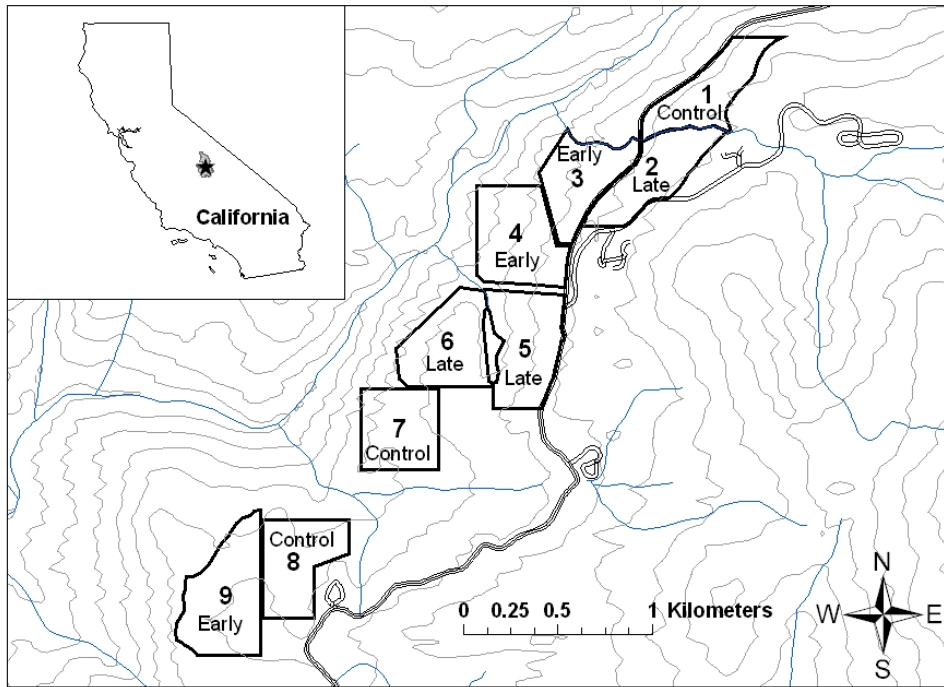 California
1
Control
2
Late
Early
3
4
Early
5
Late
6
Late
7
Control
Control
8
9
Early
0 0.25 0.5 1 Kilometers
N
W E
S